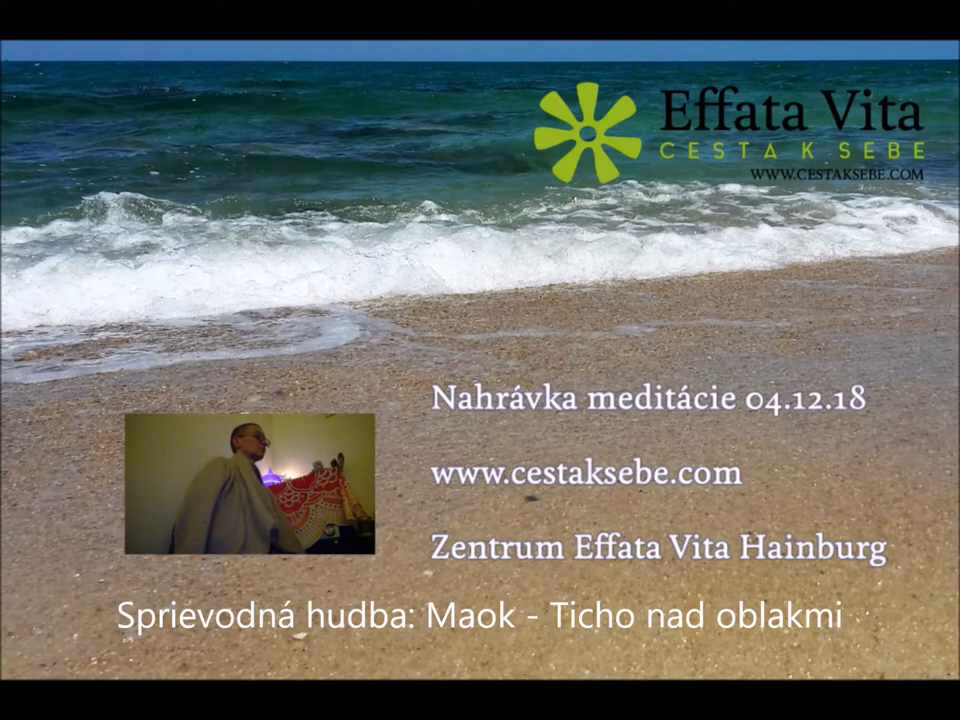 Effata Vita
CESTA K SEBE
WWW.CESTAKSEBE.COM
Nahrávka meditácie 04.12.18
www.cestaksebe.com
Zentrum Effata Vita Hainburg
Sprievodná hudba: Maok - Ticho nad oblakmi